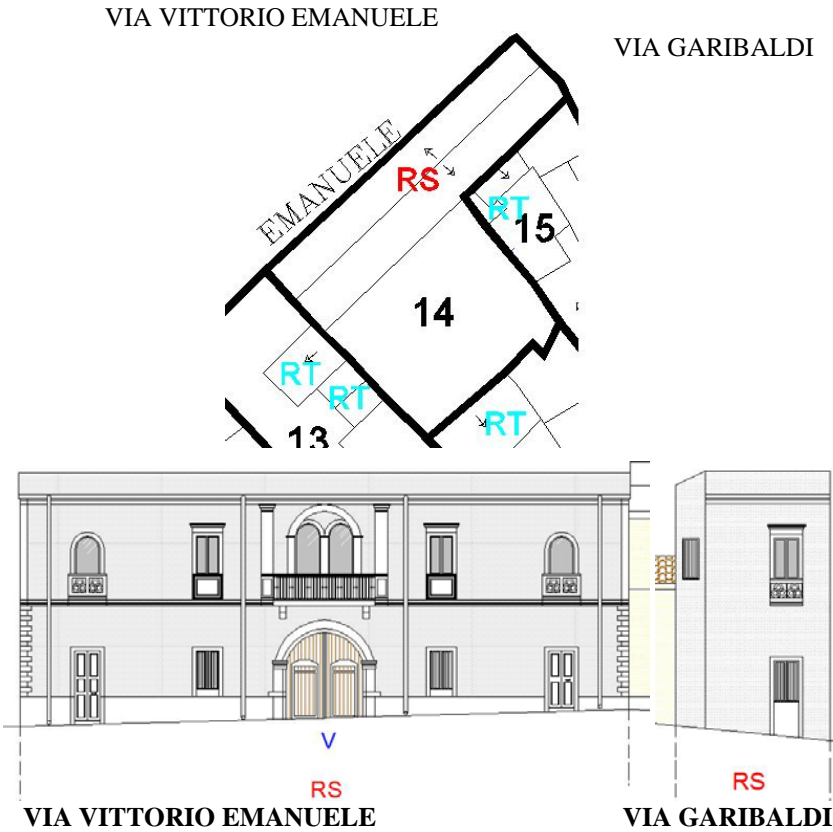 VIA VITTORIO EMANUELE
VIA GARIBALDI
EMANUELE
RS
RT
15
14
RT
RT
13
RT
V
RS
RS
VIA VITTORIO EMANUELE
VIA GARIBALDI